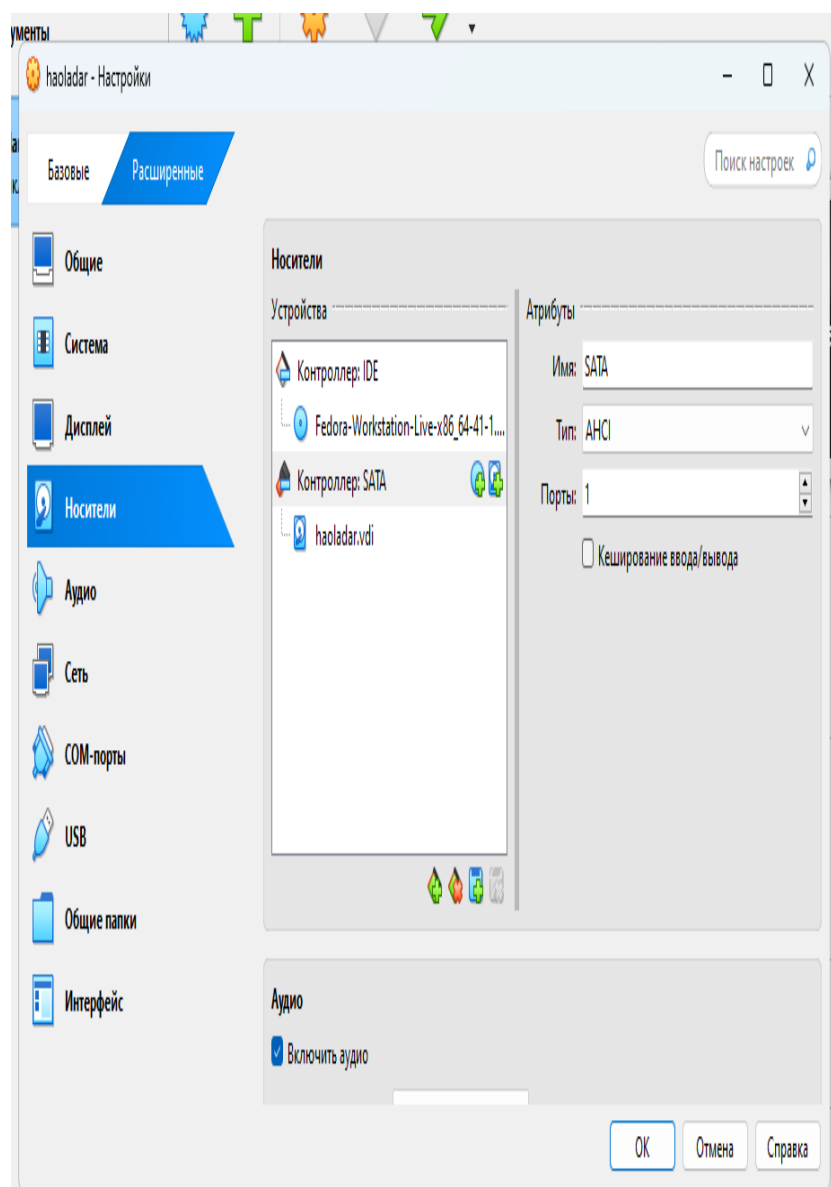 ументы
haoladar - Настройки
Базовые
Расширенные
Поиск настроек
Общие
Система
Дисплей
Носители
Аудио
Сеть
COM-порты
USB
Общие папки
Интерфейс
Носители
Устройства
Контроллер: IDE
Fedora-Workstation-Live-x86_64-41-1....
Контроллер: SATA
haoladar.vdi
Атрибуты
Имя: SATA
Тип: AHCI
Порты: 1
Кеширование ввода/вывода
Аудио
Включить аудио
OK
Отмена
Справка